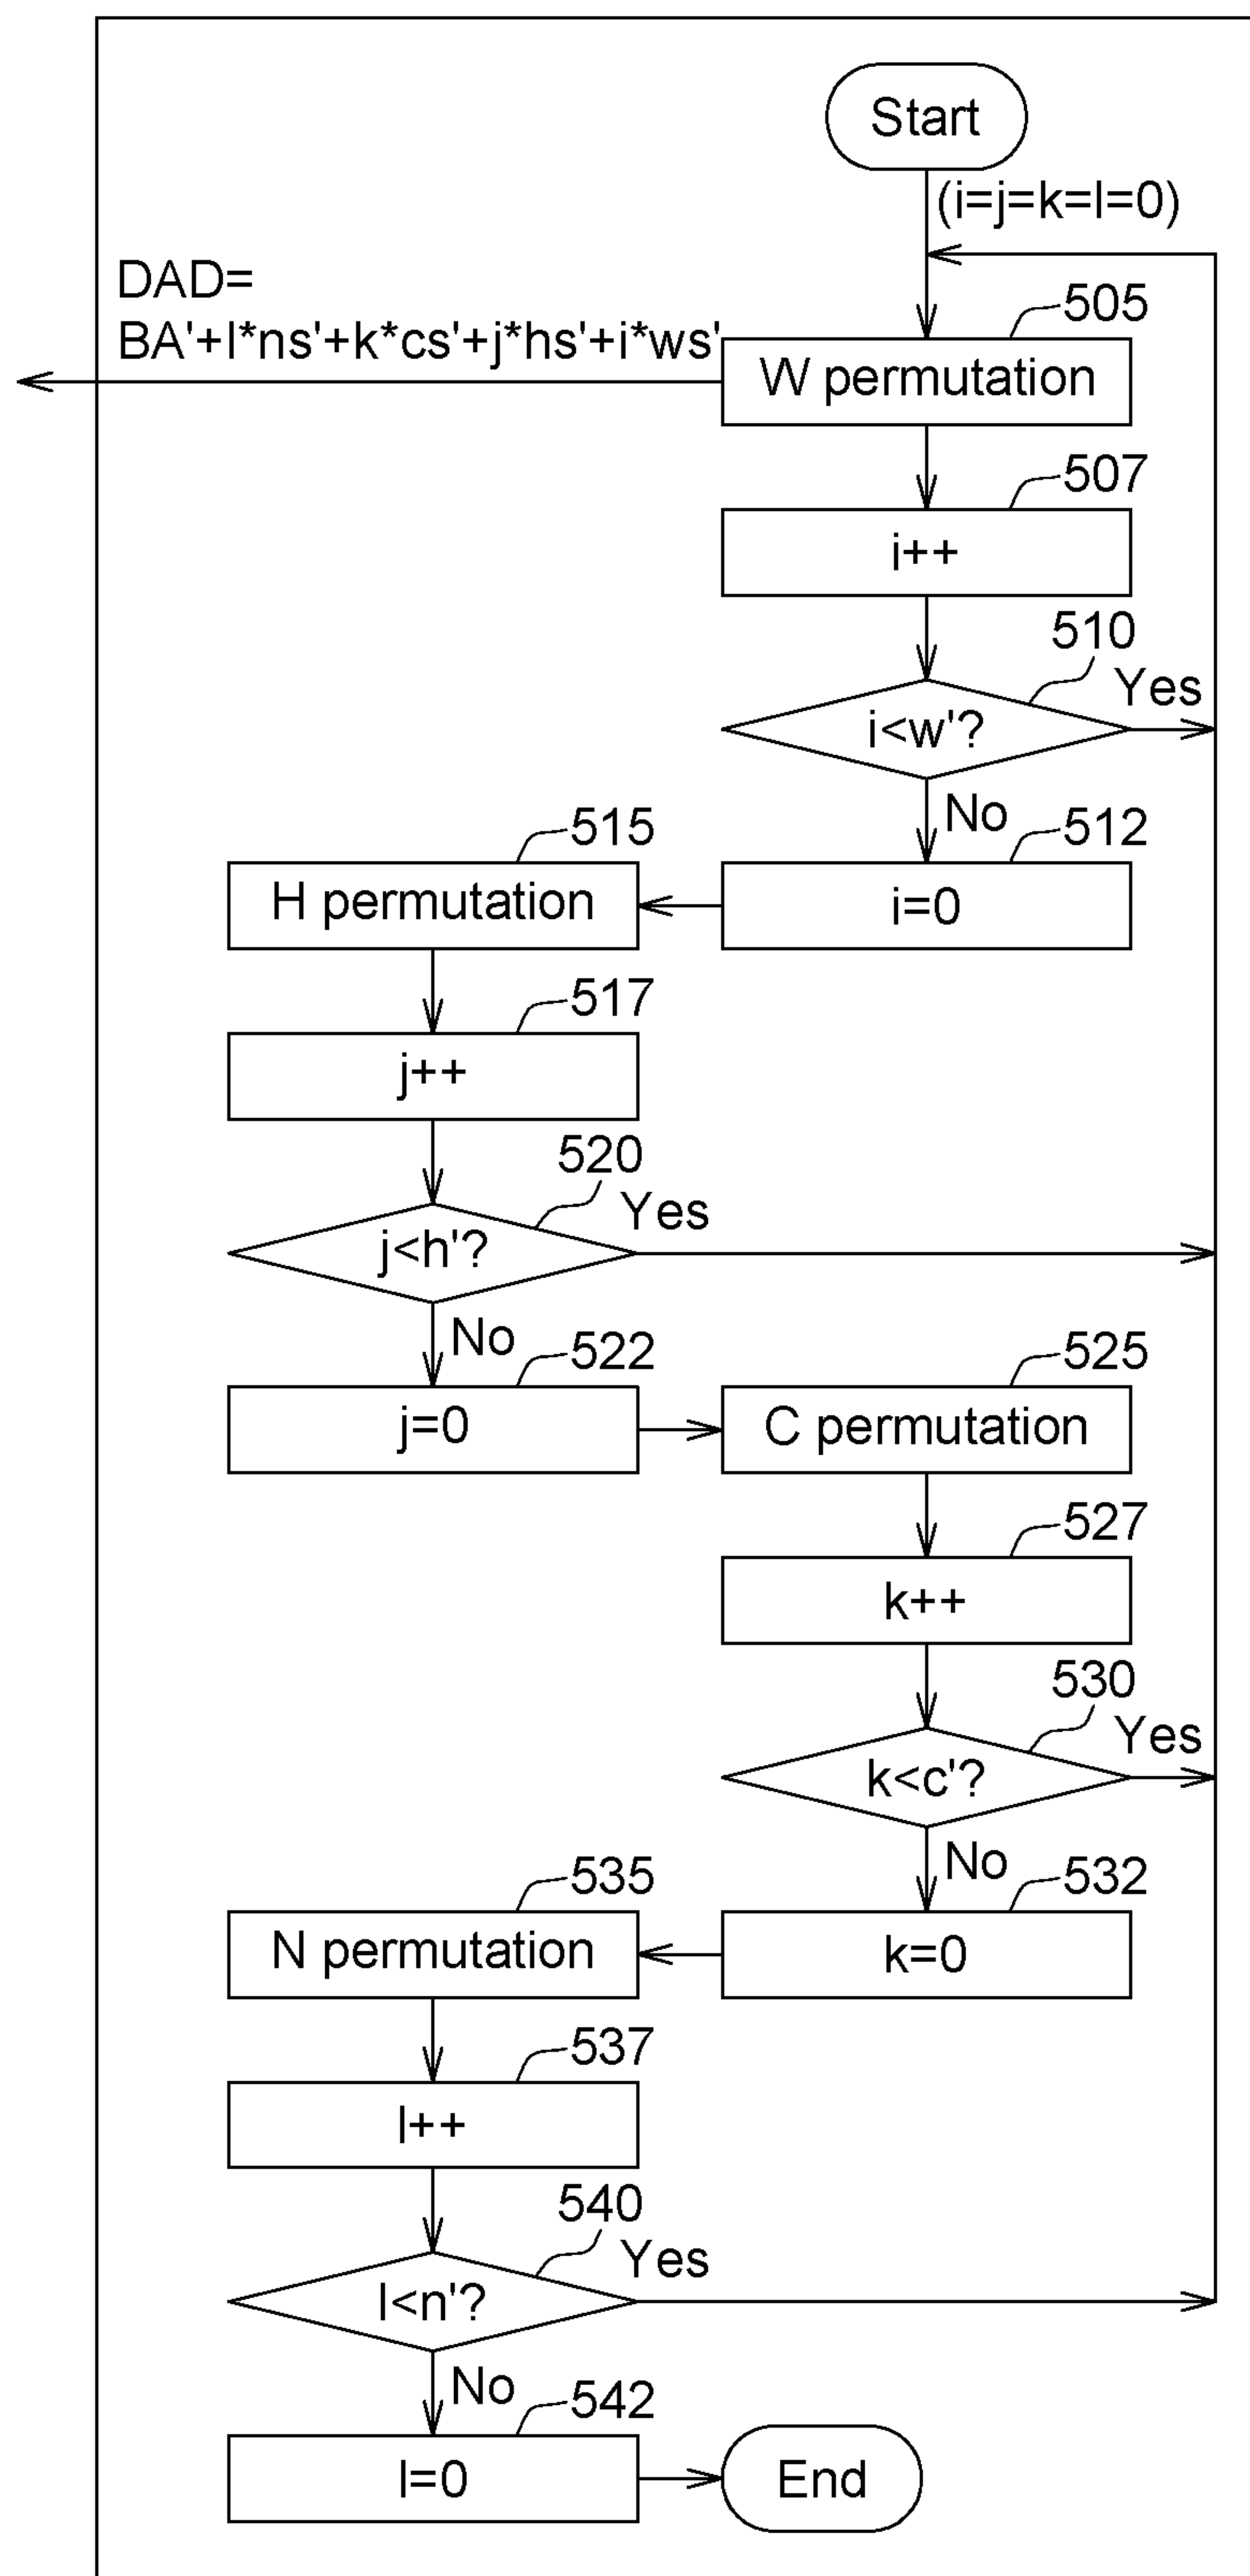 Start
(i=j=k=l=0)
DAD=
BA'+l*ns'+k*cs'+j*hs'+i*ws'
505
W permutation
507
i++
510
Yes
i<w'?
No
512
i=0
515
H permutation
517
j++
520
Yes
j<h'?
No
522
j=0
525
C permutation
527
k++
530
Yes
k<c'?
No
532
k=0
535
N permutation
537
l++
540
Yes
l<n'?
No
542
l=0
End